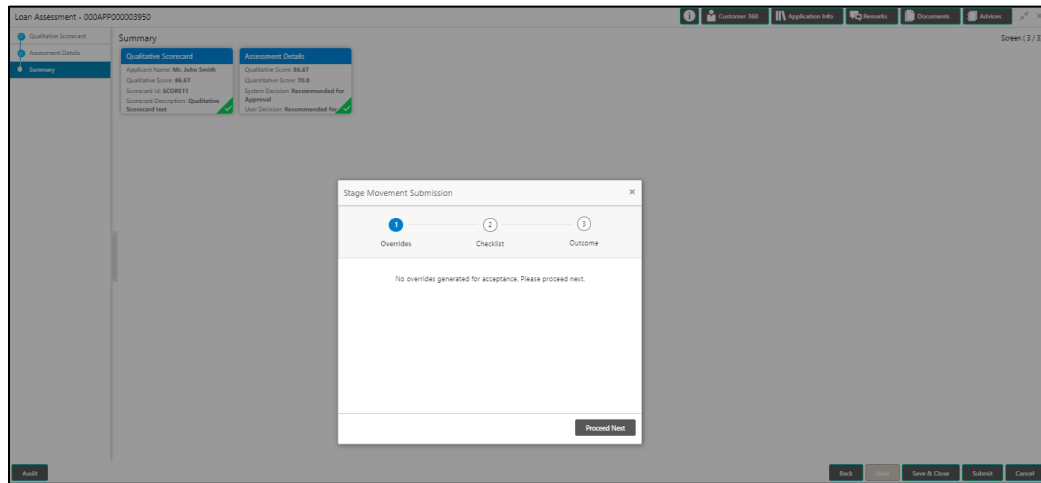 Loan Assessment - 000APP000003950
Customer 360
Application Info
Remarks
Documents
Advices
Qualitative Scorecard
Assessment Details
Summary
Summary
Screen ( 3 / 3
Qualitative Scorecard
Applicant Name: Mr. John Smith
Qualitative Score: 86.67
Scorecard Id: SCORE11
Scorecard Description: Qualitative
Scorecard test
Assessment Details
Qualitative Score: 86.67
Quantitative Score: 70.0
System Decision: Recommended for
Approval
User Decision: Recommended for
Stage Movement Submission
1
2
3
Overrides
Checklist
Outcome
No overrides generated for acceptance. Please proceed next.
Proceed Next
Audit
Back
Next
Save & Close
Submit
Cancel